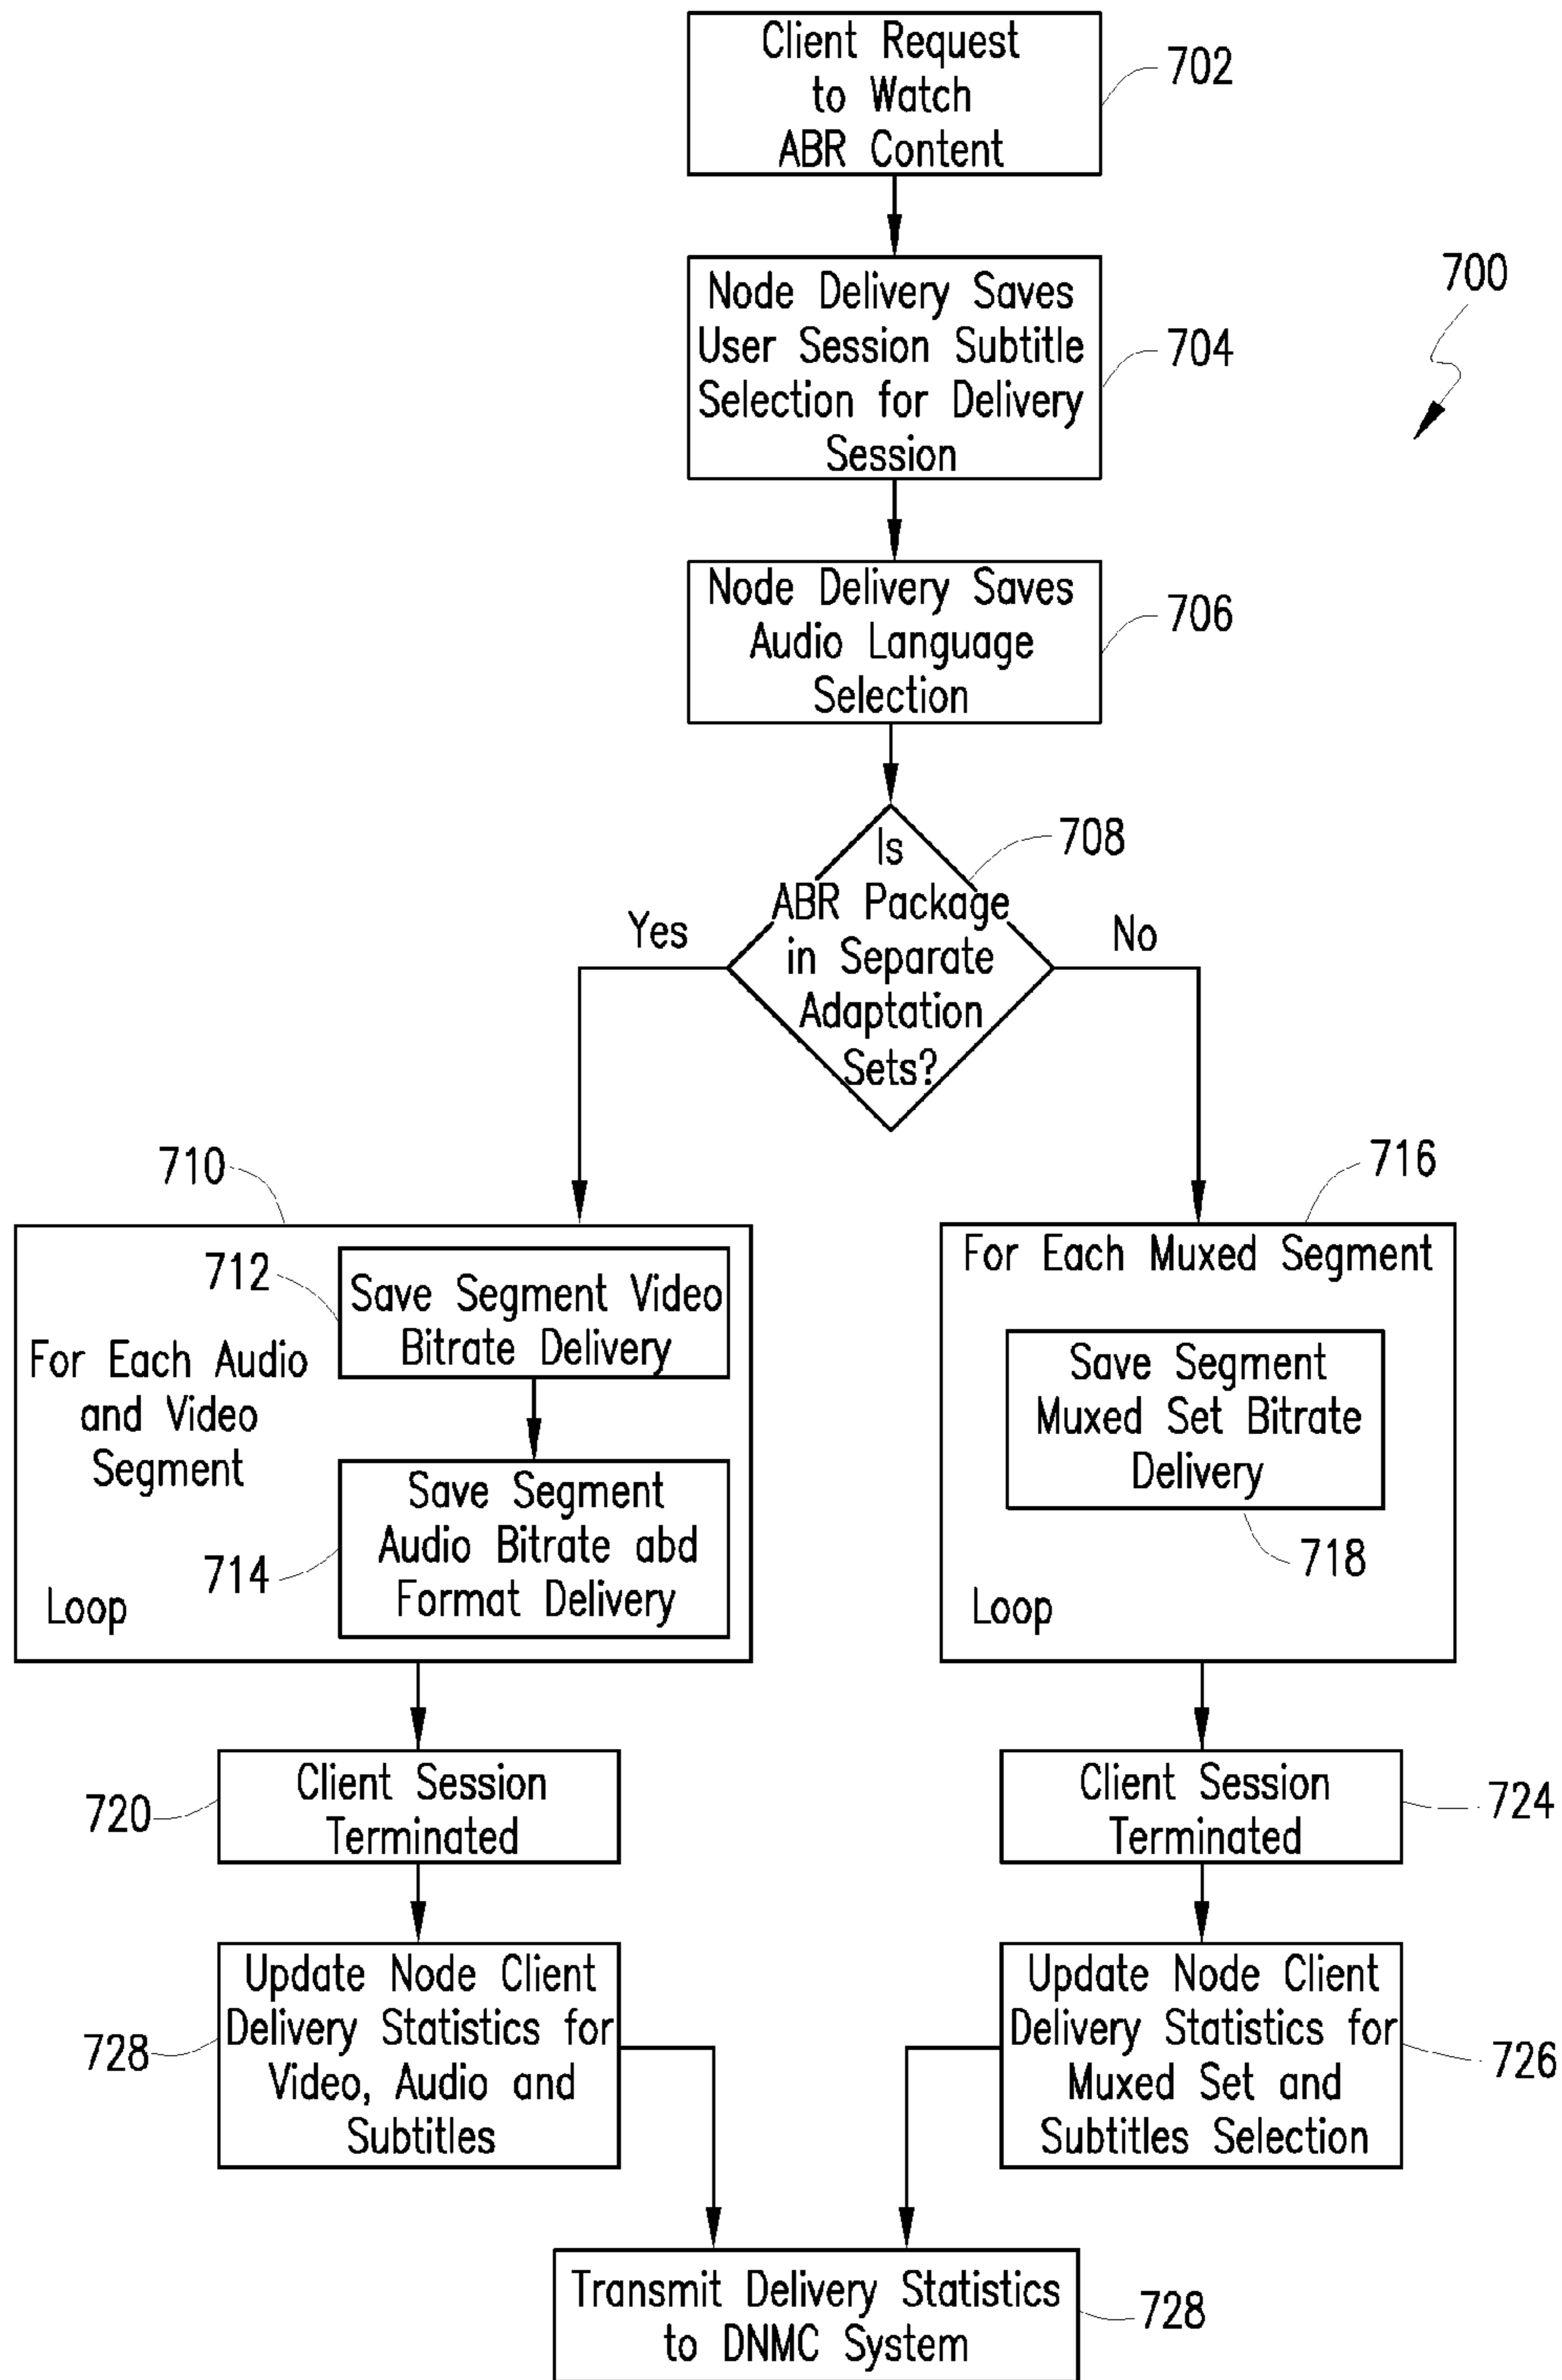 Client Request
to Watch
ABR Content
702
Node Delivery Saves
User Session Subtitle
Selection for Delivery
Session
704
700
Node Delivery Saves
Audio Language
Selection
706
Is
ABR Package
in Separate
Adaptation
Sets?
708
Yes
No
710
For Each Audio
and Video
Segment
Loop
712
Save Segment Video
Bitrate Delivery
714
Save Segment
Audio Bitrate abd
Format Delivery
716
For Each Muxed Segment
Save Segment
Muxed Set Bitrate
Delivery
718
Loop
720
Client Session
Terminated
Client Session
Terminated
724
728
Update Node Client
Delivery Statistics for
Video, Audio and
Subtitles
Update Node Client
Delivery Statistics for
Muxed Set and
Subtitles Selection
726
Transmit Delivery Statistics
to DNMC System
728